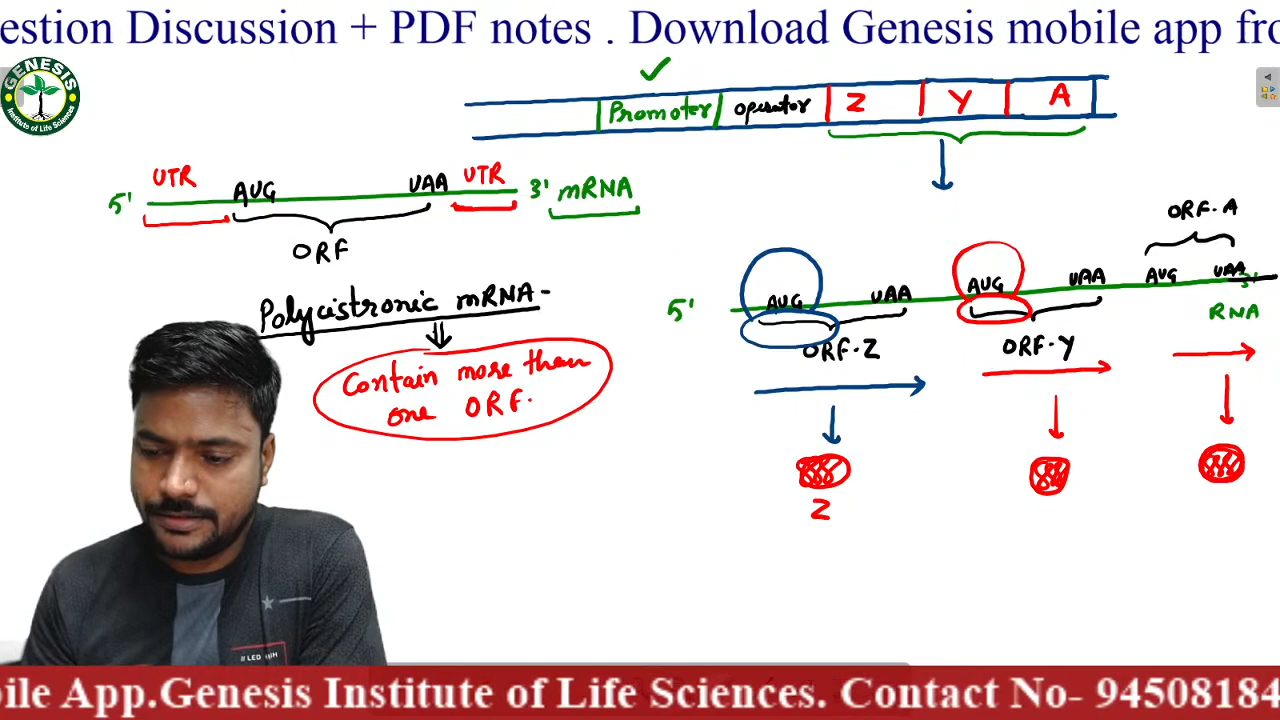 estion Discussion + PDF notes . Download Genesis mobile app fro
GENESIS
Institute of Life Sciences
Promoter operator Z Y A
UTR AUG UAA UTR
5' 3' mRNA
ORF
Polycistronic mRNA-
Contain more than
one ORF.
ORF-A
AUG UAA AUG UAA AUG UAA
5' 3'
RNA
ORF-Z ORF-Y
Z
bile App.Genesis Institute of Life Sciences. Contact No- 94508184